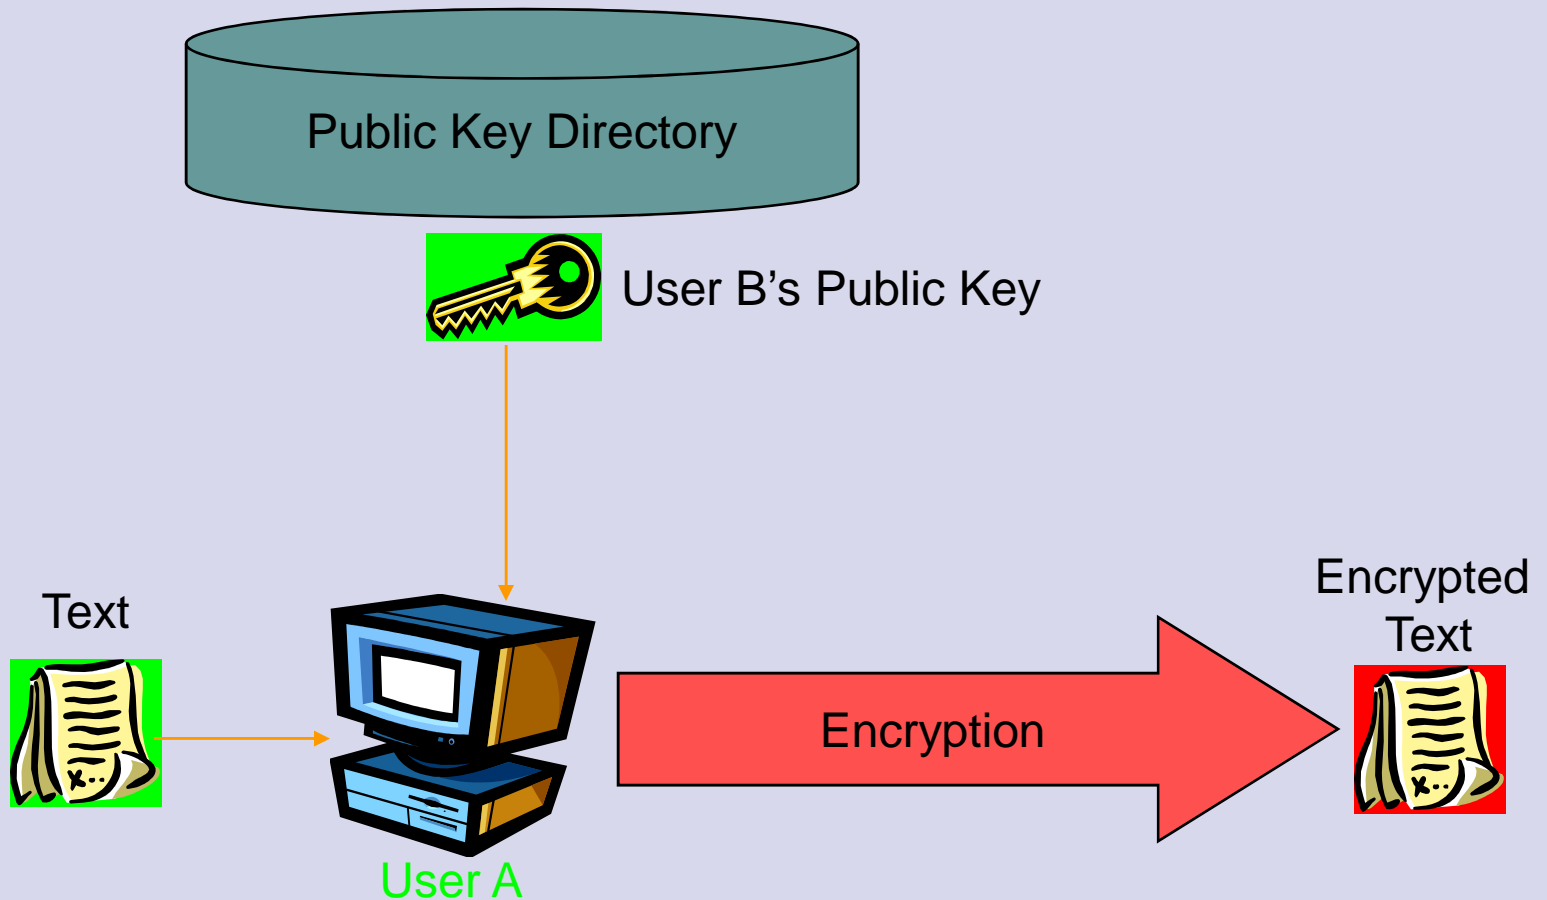 Public Key Directory
User B’s Public Key
Text
Encrypted
Text
Encryption
User A